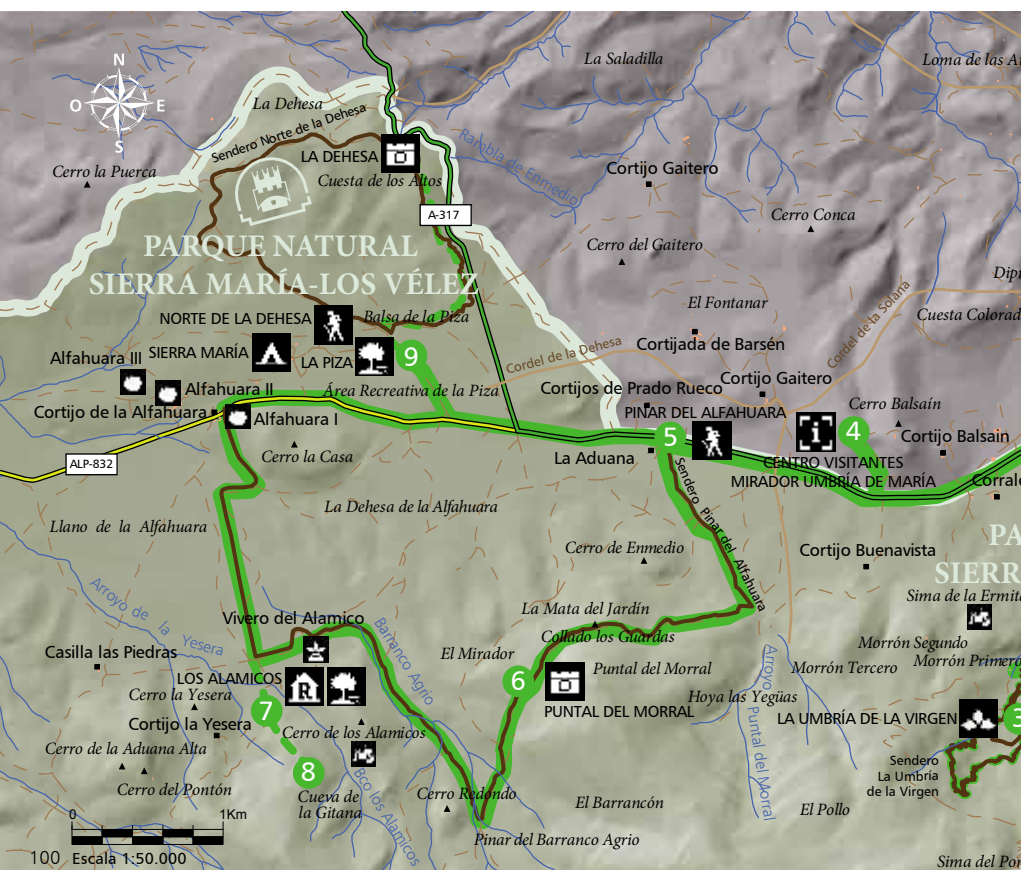 La Saladilla
Loma de las A
N
O
E
S
La Dehesa
Sendero Norte de la Dehesa
LA DEHESA
Cuesta de los Altos
Rambla de Enmedio
Cerro la Puerca
Cortijo Gaitero
Cerro Conca
A-317
Cerro del Gaitero
PARQUE NATURAL
SIERRA MARÍA-LOS VÉLEZ
Cordel de la Solana
El Fontanar
Cuesta Colorad
NORTE DE LA DEHESA
Balsa de la Piza
Cortijada de Barsén
Alfahuara III
SIERRA MARÍA
LA PIZA
9
Cordel de la Dehesa
Alfahuara II
Área Recreativa de la Piza
Cortijos de Prado Rueco
Cortijo Gaitero
Cortijo de la Alfahuara
Alfahuara I
PINAR DEL ALFAHUARA
Cerro Balsaín
5
i
4
Cortijo Balsain
Cerro la Casa
La Aduana
CENTRO VISITANTES
MIRADOR UMBRÍA DE MARÍA
ALP-832
Corrale
Sendero Pinar del Alfahuara
La Dehesa de la Alfahuara
Llano de la Alfahuara
PA
SIERR
Cerro de Enmedio
Cortijo Buenavista
Arroyo de la Yesera
Sima de la Ermit
Vivero del Alamico
La Mata del Jardín
Collado los Guardas
Barranco Agrio
Casilla las Piedras
El Mirador
Morrón Segundo
Morrón Tercero
Morrón Primero
LOS ALAMICOS
R
6
Puntal del Morral
Cerro la Yesera
7
Hoya las Yegüas
PUNTAL DEL MORRAL
Arroyo Puntal del Morral
LA UMBRÍA DE LA VIRGEN
3
Cortijo la Yesera
Cerro de los Alamicos
Cerro de la Aduana Alta
Sendero
La Umbría
de la Virgen
8
Cerro del Pontón
Cueva de
la Gitana
Bco los Alamicos
Cerro Redondo
El Barrancón
El Pollo
0
1Km
Pinar del Barranco Agrio
100
Escala 1:50.000
Sima del Po